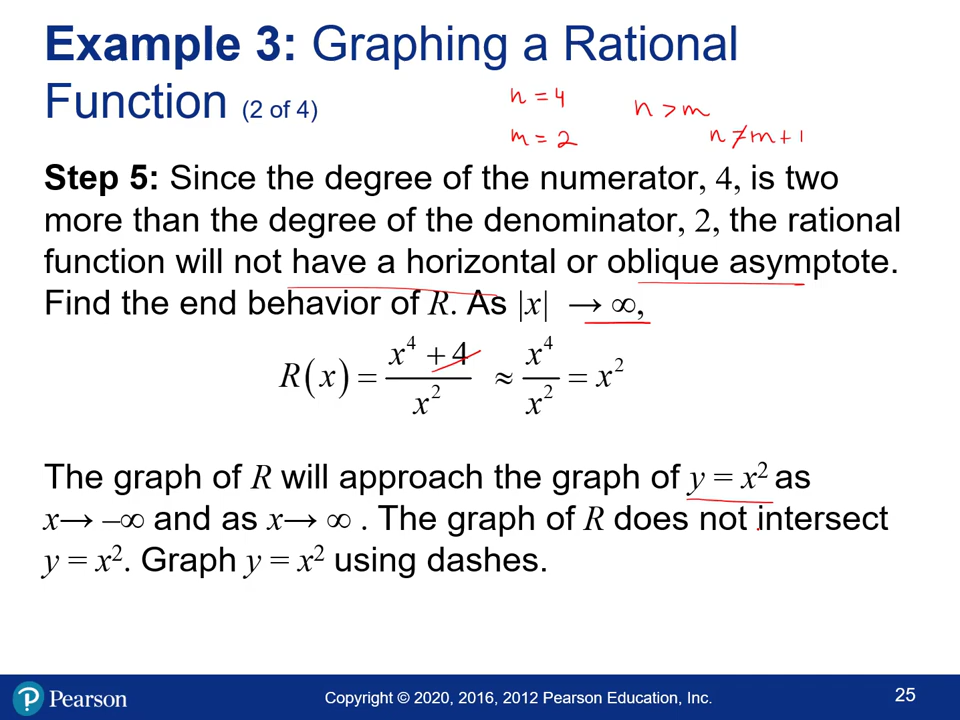 Example 3: Graphing a Rational
Function (2 of 4)
n = 4
n > m
m = 2
n ≠ m + 1
Step 5: Since the degree of the numerator, 4, is two
more than the degree of the denominator, 2, the rational
function will not have a horizontal or oblique asymptote.
Find the end behavior of R. As |x| → ∞,
R(x) = (x⁴ + 4)/x² ≈ x⁴/x² = x²
The graph of R will approach the graph of y = x² as
x→ –∞ and as x→ ∞ . The graph of R does not intersect
y = x². Graph y = x² using dashes.
P Pearson
Copyright © 2020, 2016, 2012 Pearson Education, Inc.
25